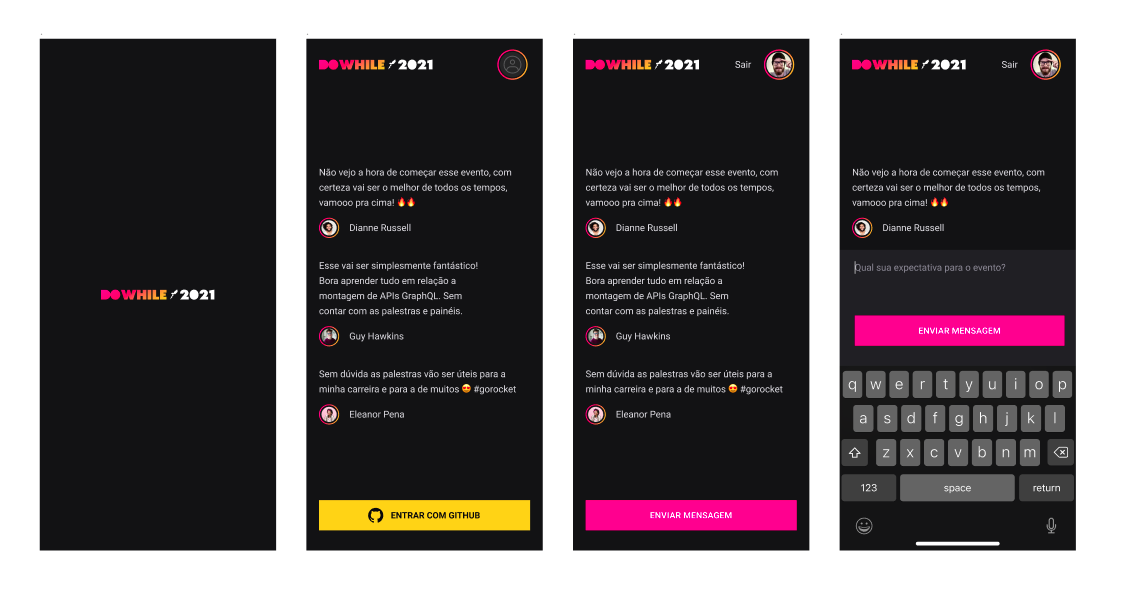 DOWHILE 2021
DOWHILE 2021
Não vejo a hora de começar esse evento, com
certeza vai ser o melhor de todos os tempos,
vamooo pra cima! 🔥🔥
Dianne Russell
Esse vai ser simplesmente fantástico!
Bora aprender tudo em relação a
montagem de APIs GraphQL. Sem
contar com as palestras e painéis.
Guy Hawkins
Sem dúvida as palestras vão ser úteis para a
minha carreira e para a de muitos 😍 #gorocket
Eleanor Pena
ENTRAR COM GITHUB
DOWHILE 2021
Sair
Não vejo a hora de começar esse evento, com
certeza vai ser o melhor de todos os tempos,
vamooo pra cima! 🔥🔥
Dianne Russell
Esse vai ser simplesmente fantástico!
Bora aprender tudo em relação a
montagem de APIs GraphQL. Sem
contar com as palestras e painéis.
Guy Hawkins
Sem dúvida as palestras vão ser úteis para a
minha carreira e para a de muitos 😍 #gorocket
Eleanor Pena
ENVIAR MENSAGEM
DOWHILE 2021
Sair
Não vejo a hora de começar esse evento, com
certeza vai ser o melhor de todos os tempos,
vamooo pra cima! 🔥🔥
Dianne Russell
Qual sua expectativa para o evento?
ENVIAR MENSAGEM
q w e r t y u i o p
a s d f g h j k l
z x c v b n m
123 space return